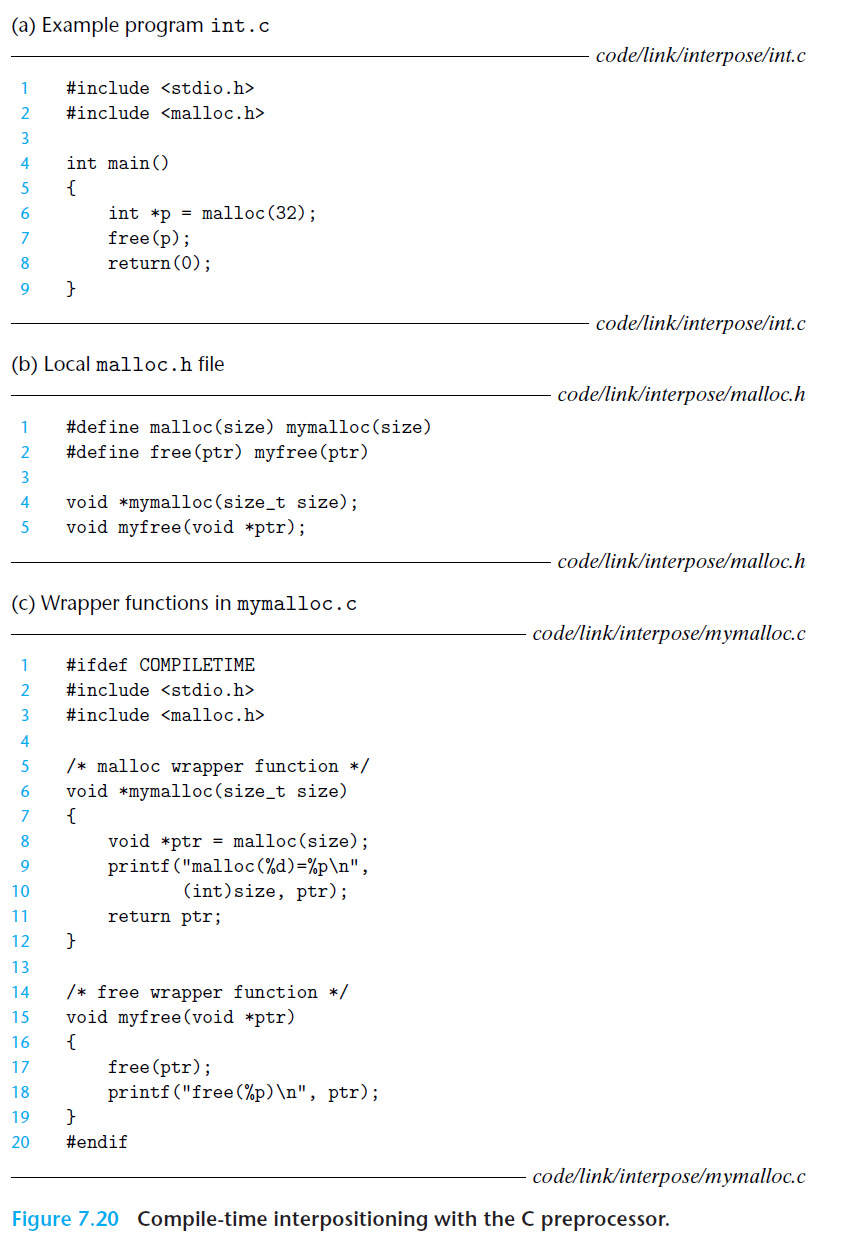 (a) Example program int.c
code/link/interpose/int.c
1 #include <stdio.h>
2 #include <malloc.h>
3
4 int main()
5 {
6     int *p = malloc(32);
7     free(p);
8     return(0);
9 }
code/link/interpose/int.c
(b) Local malloc.h file
code/link/interpose/malloc.h
1 #define malloc(size) mymalloc(size)
2 #define free(ptr) myfree(ptr)
3
4 void *mymalloc(size_t size);
5 void myfree(void *ptr);
code/link/interpose/malloc.h
(c) Wrapper functions in mymalloc.c
code/link/interpose/mymalloc.c
1 #ifdef COMPILETIME
2 #include <stdio.h>
3 #include <malloc.h>
4
5 /* malloc wrapper function */
6 void *mymalloc(size_t size)
7 {
8     void *ptr = malloc(size);
9     printf("malloc(%d)=%p\n",
10            (int)size, ptr);
11     return ptr;
12 }
13
14 /* free wrapper function */
15 void myfree(void *ptr)
16 {
17     free(ptr);
18     printf("free(%p)\n", ptr);
19 }
20 #endif
code/link/interpose/mymalloc.c
Figure 7.20 Compile-time interpositioning with the C preprocessor.